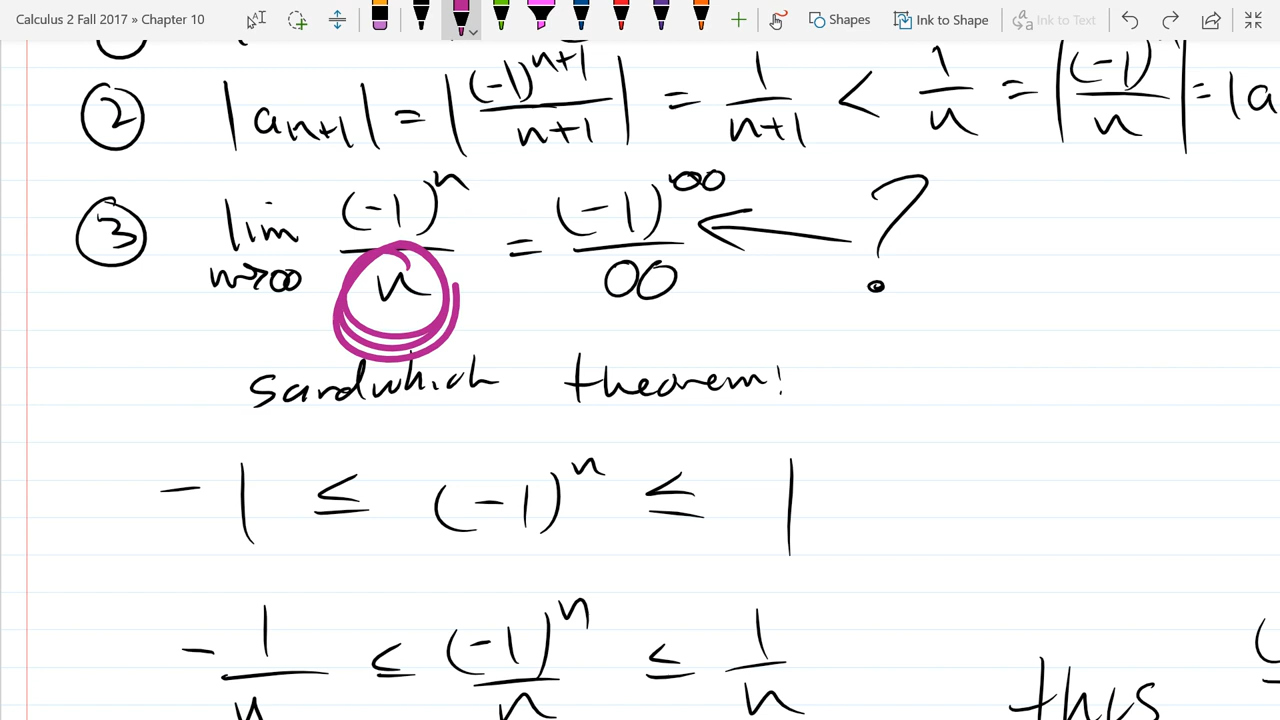 Calculus 2 Fall 2017 » Chapter 10
Shapes
Ink to Shape
Ink to Text
② |aₙ₊₁| = |(-1)ⁿ⁺¹/(n+1)| = 1/(n+1) < 1/n = |(-1)ⁿ/n| = |a
③ lim n→∞ (-1)ⁿ/n = (-1)^∞/∞ ← ?
sandwhich theorem:
-1 ≤ (-1)ⁿ ≤ 1
-1/n ≤ (-1)ⁿ/n ≤ 1/n
this